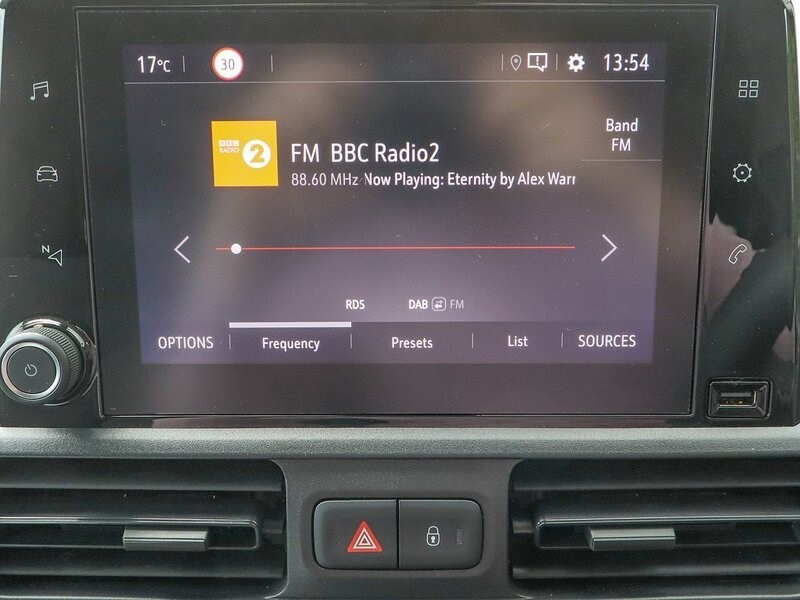 17°C
30
13:54
BBC
RADIO
2
FM BBC Radio2
88.60 MHz Now Playing: Eternity by Alex Warr
Band
FM
N
RDS
DAB FM
OPTIONS
Frequency
Presets
List
SOURCES